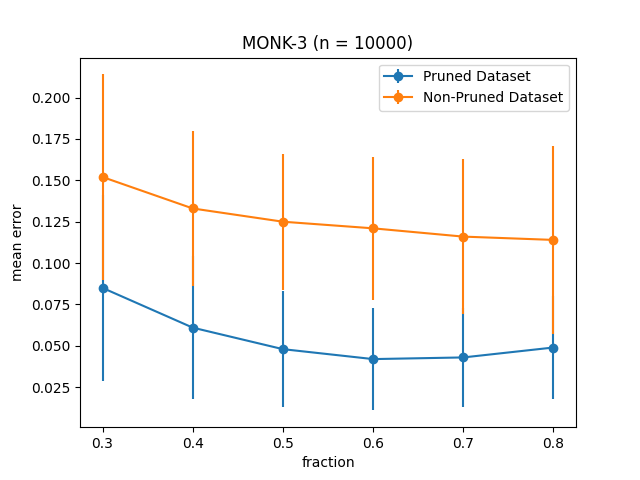 MONK-3 (n = 10000)
Pruned Dataset
Non-Pruned Dataset
mean error
0.200
0.175
0.150
0.125
0.100
0.075
0.050
0.025
0.3 0.4 0.5 0.6 0.7 0.8
fraction